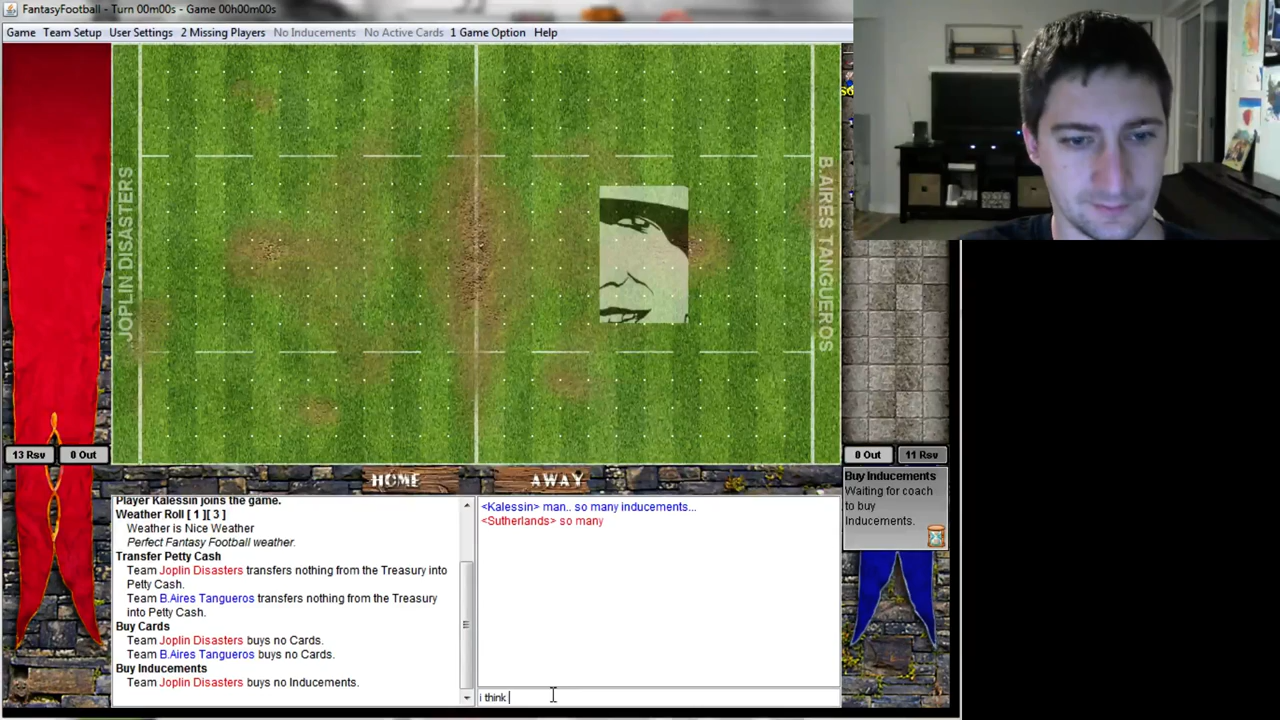 FantasyFootball - Turn 00m00s - Game 00h00m00s
Game Team Setup User Settings 2 Missing Players No Inducements No Active Cards 1 Game Option Help
JOPLIN DISASTERS
B.AIRES TANGUEROS
13 Rsv 0 Out
0 Out 11 Rsv
HOME AWAY
Buy Inducements
Waiting for coach
to buy
Inducements.
Player Kalessin joins the game.
Weather Roll [ 1 ][ 3 ]
Weather is Nice Weather
Perfect Fantasy Football weather.
Transfer Petty Cash
Team Joplin Disasters transfers nothing from the Treasury into
Petty Cash.
Team B.Aires Tangueros transfers nothing from the Treasury
into Petty Cash.
Buy Cards
Team Joplin Disasters buys no Cards.
Team B.Aires Tangueros buys no Cards.
Buy Inducements
Team Joplin Disasters buys no Inducements.
<Kalessin> man.. so many inducements...
<Sutherlands> so many
i think